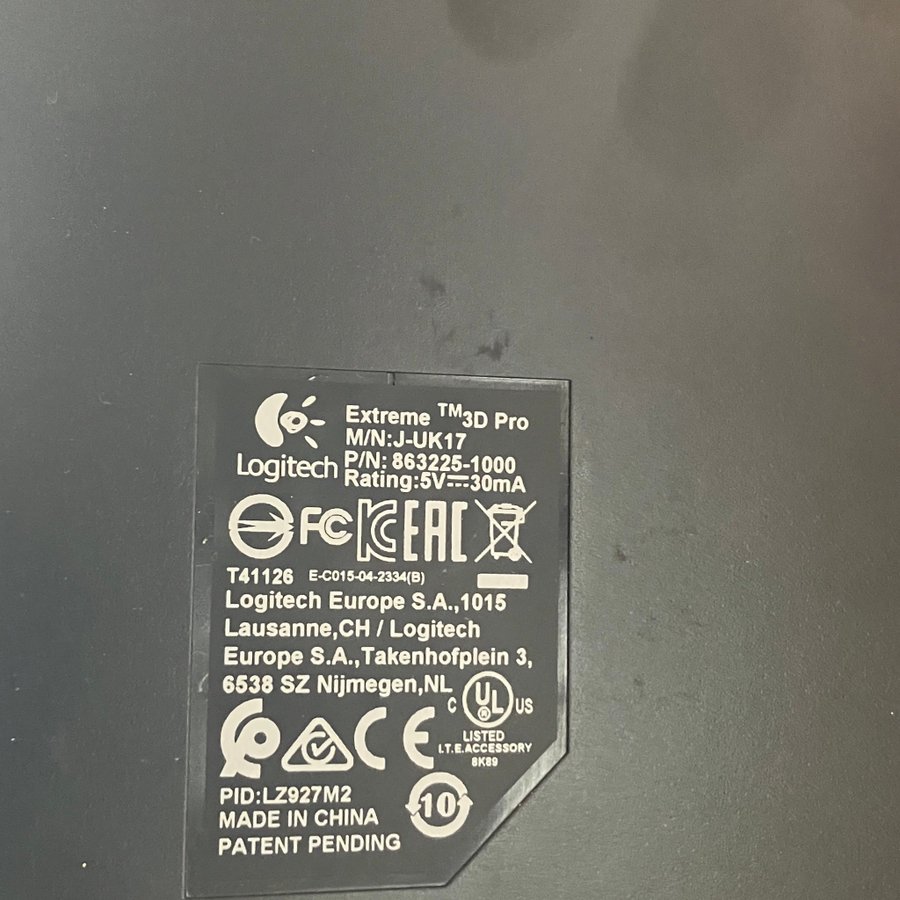 Logitech
Extreme ™3D Pro
M/N:J-UK17
P/N: 863225-1000
Rating:5V⎓30mA
FC KC EAC
T41126 E-C015-04-2334(B)
Logitech Europe S.A.,1015
Lausanne,CH / Logitech
Europe S.A.,Takenhofplein 3,
6538 SZ Nijmegen,NL
C UL US
LISTED
I.T.E.ACCESSORY
8K89
CE
PID:LZ927M2
10
MADE IN CHINA
PATENT PENDING